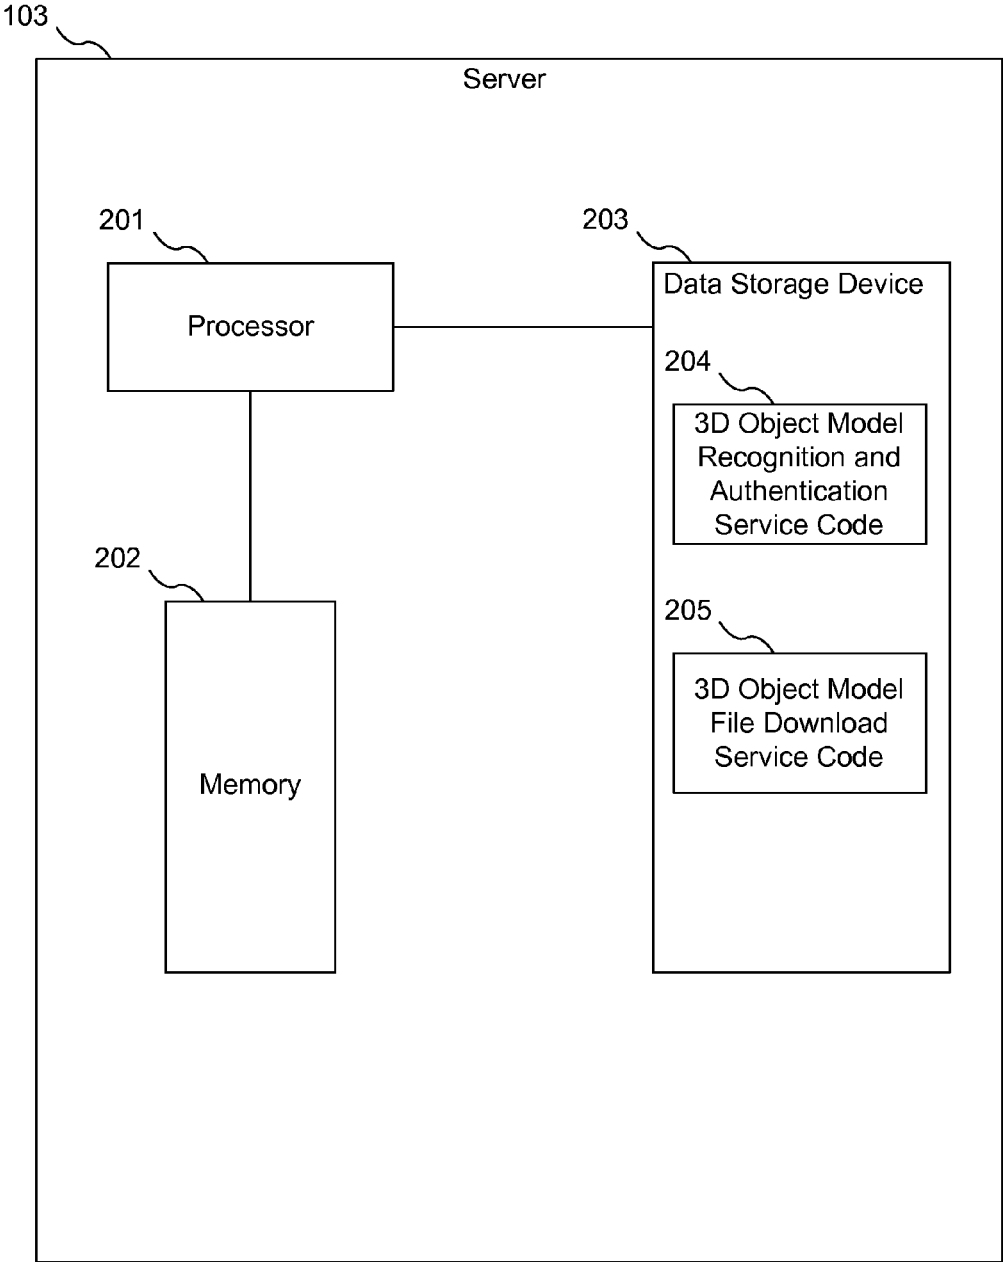 103
Server
201
203
Data Storage Device
Processor
204
3D Object Model
Recognition and
Authentication
Service Code
202
205
3D Object Model
File Download
Service Code
Memory